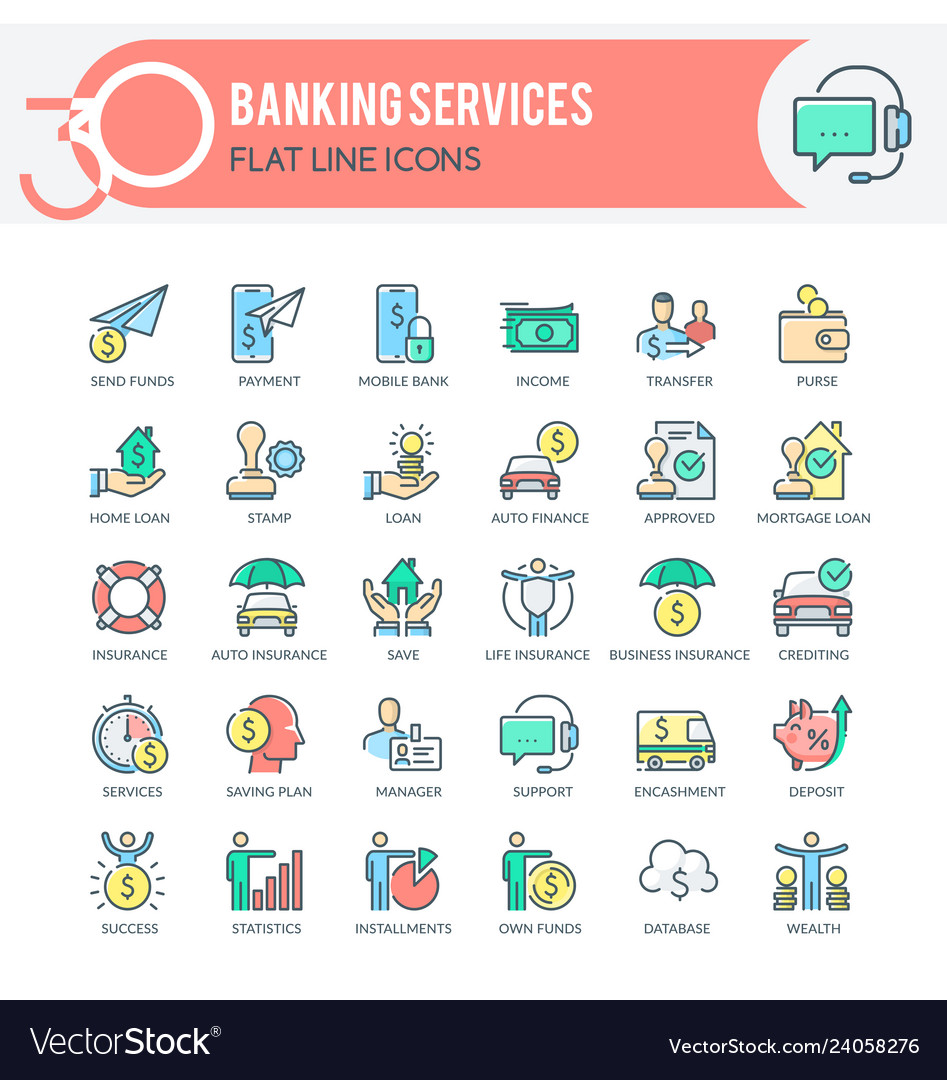 30
BANKING SERVICES
FLAT LINE ICONS
...
$ $ $ $ $
SEND FUNDS PAYMENT MOBILE BANK INCOME TRANSFER PURSE
$ $
HOME LOAN STAMP LOAN AUTO FINANCE APPROVED MORTGAGE LOAN
$
INSURANCE AUTO INSURANCE SAVE LIFE INSURANCE BUSINESS INSURANCE CREDITING
$ $ ... $ %
SERVICES SAVING PLAN MANAGER SUPPORT ENCASHMENT DEPOSIT
$ $ $
SUCCESS STATISTICS INSTALLMENTS OWN FUNDS DATABASE WEALTH
VectorStock®
VectorStock.com/24058276